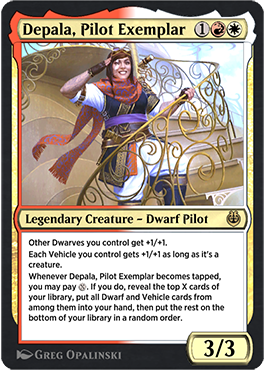 Depala, Pilot Exemplar 1
Legendary Creature – Dwarf Pilot
Other Dwarves you control get +1/+1.
Each Vehicle you control gets +1/+1 as long as it's a
creature.
Whenever Depala, Pilot Exemplar becomes tapped,
you may pay X. If you do, reveal the top X cards of
your library, put all Dwarf and Vehicle cards from
among them into your hand, then put the rest on the
bottom of your library in a random order.
Greg Opalinski
3/3